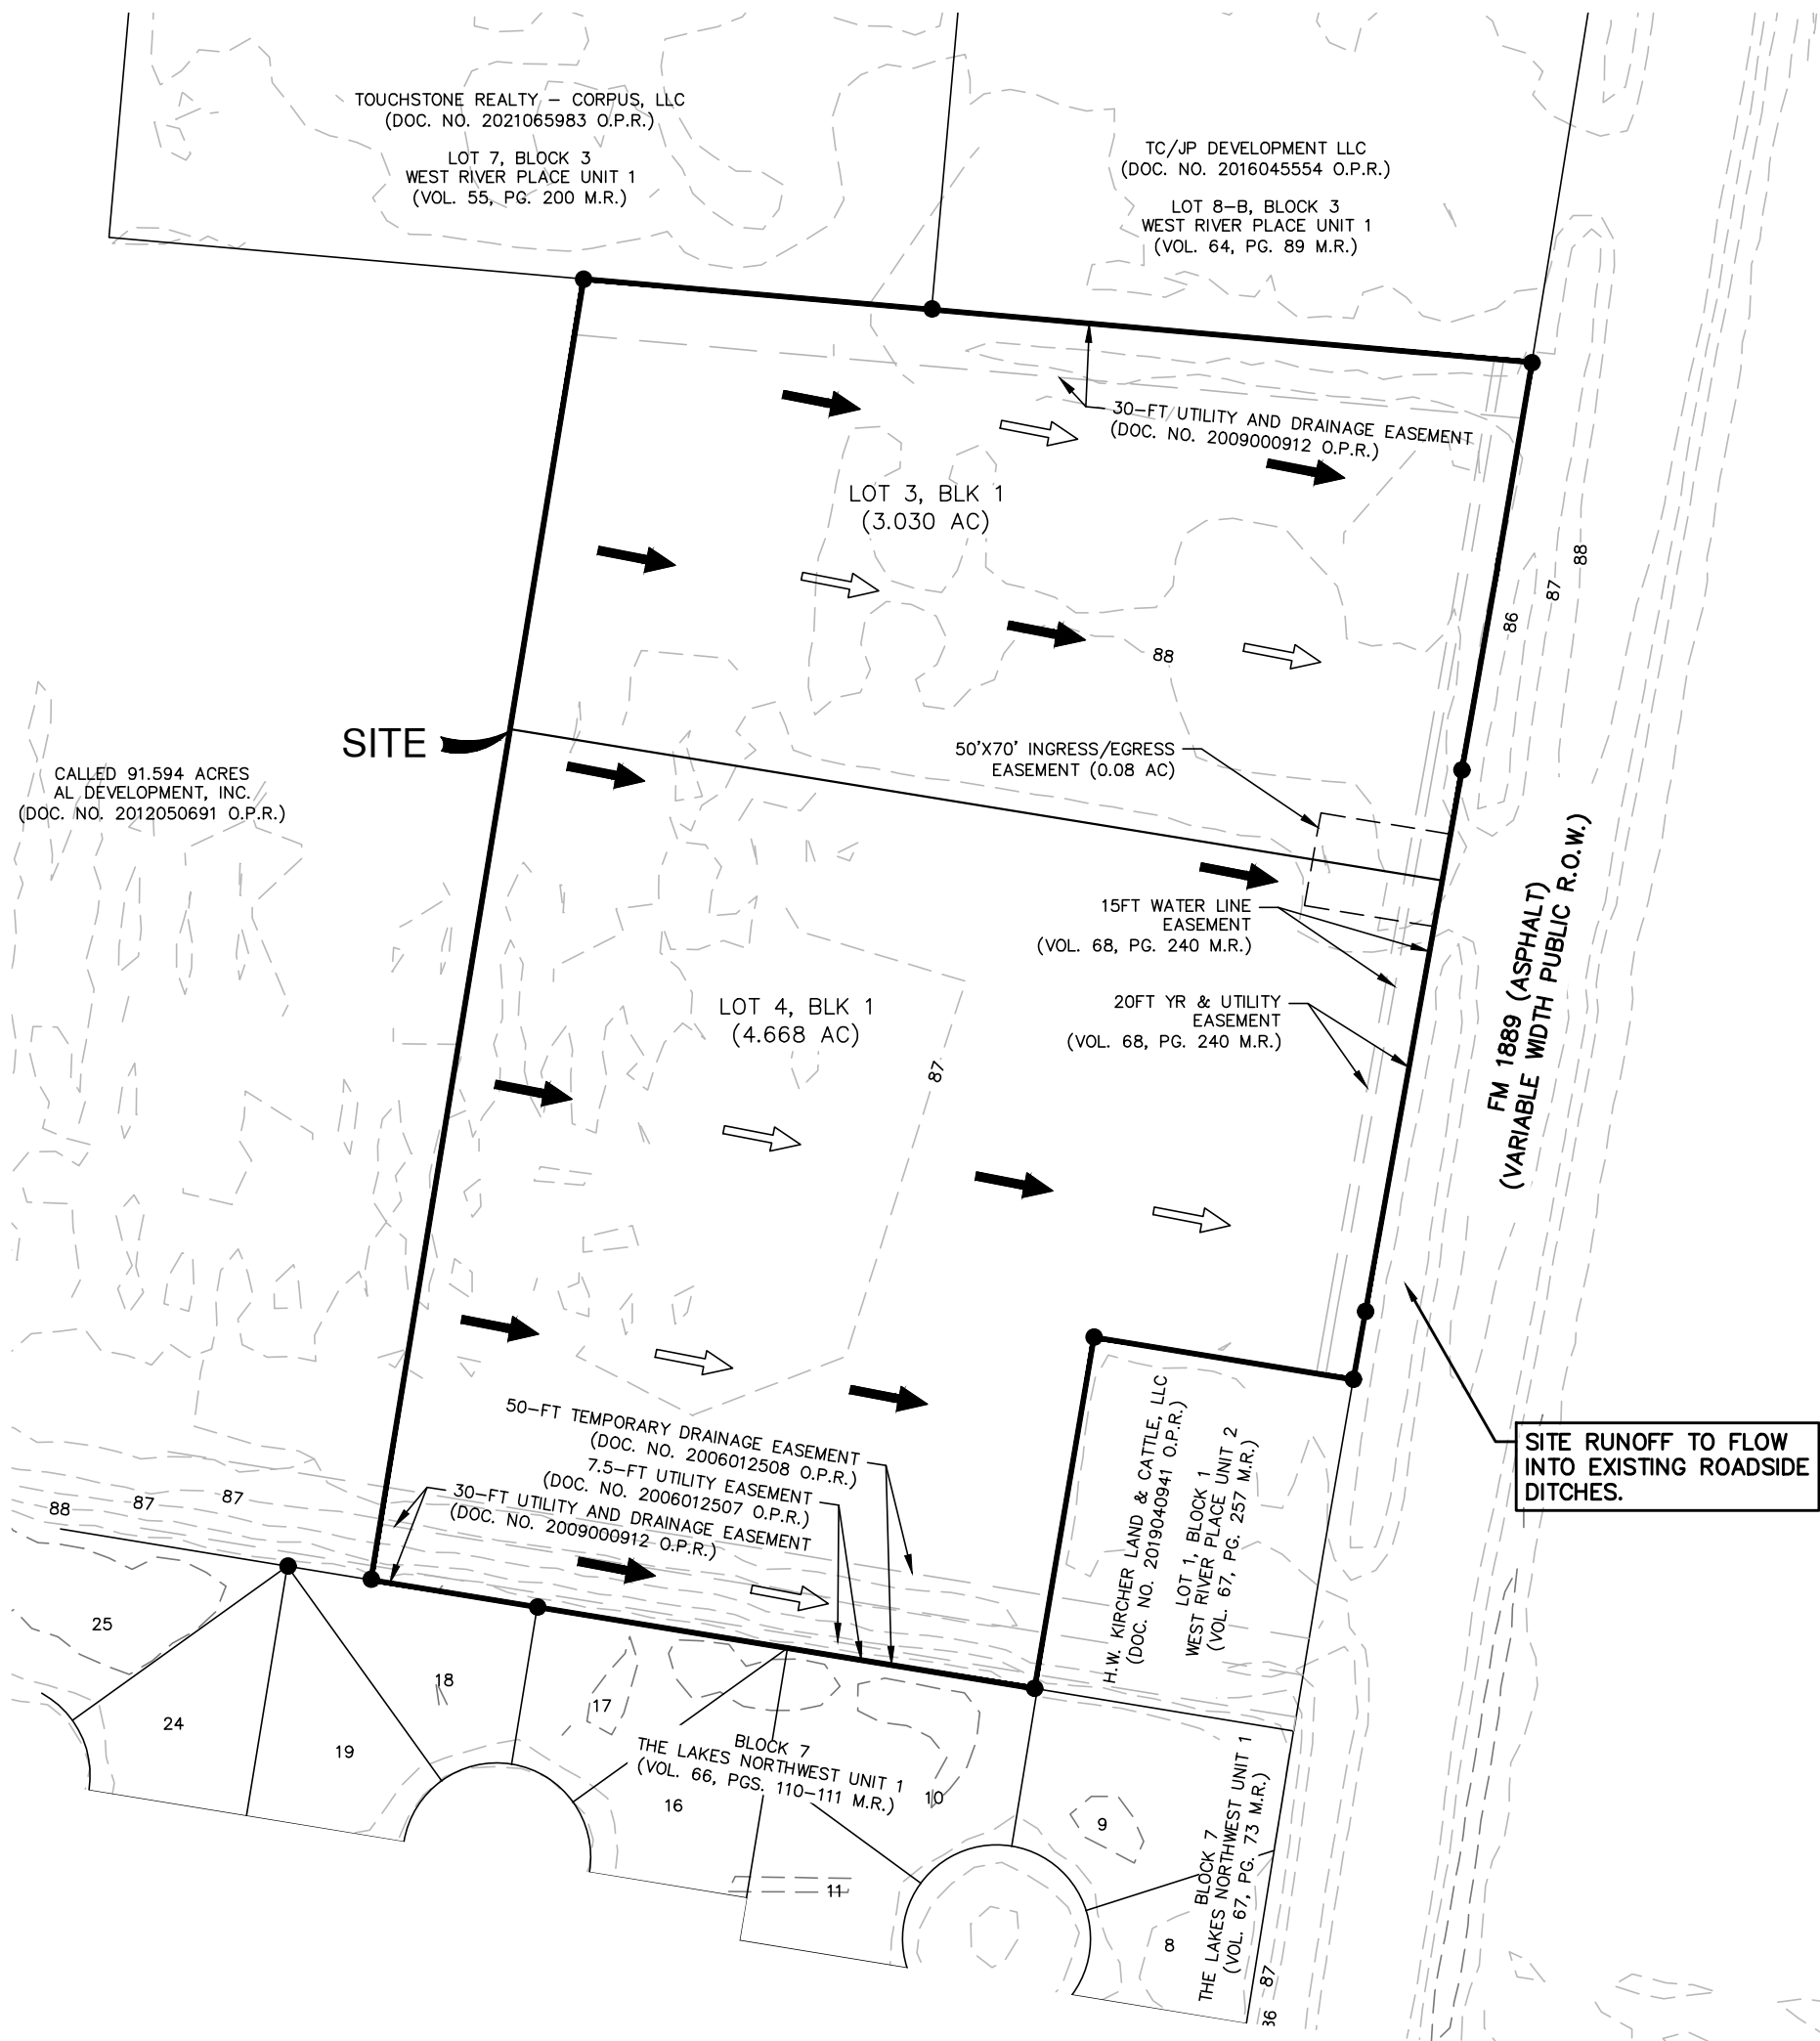 TOUCHSTONE REALTY – CORPUS, LLC
(DOC. NO. 2021065983 O.P.R.)
LOT 7, BLOCK 3
WEST RIVER PLACE UNIT 1
(VOL. 55, PG. 200 M.R.)
TC/JP DEVELOPMENT LLC
(DOC. NO. 2016045554 O.P.R.)
LOT 8–B, BLOCK 3
WEST RIVER PLACE UNIT 1
(VOL. 64, PG. 89 M.R.)
30–FT UTILITY AND DRAINAGE EASEMENT
(DOC. NO. 2009000912 O.P.R.)
LOT 3, BLK 1
(3.030 AC)
88
86
87
88
SITE
50'X70' INGRESS/EGRESS
EASEMENT (0.08 AC)
CALLED 91.594 ACRES
AL DEVELOPMENT, INC.
(DOC. NO. 2012050691 O.P.R.)
15FT WATER LINE
EASEMENT
(VOL. 68, PG. 240 M.R.)
FM 1889 (ASPHALT)
(VARIABLE WIDTH PUBLIC R.O.W.)
LOT 4, BLK 1
(4.668 AC)
20FT YR & UTILITY
EASEMENT
(VOL. 68, PG. 240 M.R.)
87
50–FT TEMPORARY DRAINAGE EASEMENT
(DOC. NO. 2006012508 O.P.R.)
7.5–FT UTILITY EASEMENT
(DOC. NO. 2006012507 O.P.R.)
30–FT UTILITY AND DRAINAGE EASEMENT
(DOC. NO. 2009000912 O.P.R.)
H.W. KIRCHER LAND & CATTLE, LLC
(DOC. NO. 2019040941 O.P.R.)
LOT 1, BLOCK 1
WEST RIVER PLACE UNIT 2
(VOL. 67, PG. 257 M.R.)
SITE RUNOFF TO FLOW
INTO EXISTING ROADSIDE
DITCHES.
88
87
87
25
24
19
18
17
BLOCK 7
THE LAKES NORTHWEST UNIT 1
(VOL. 66, PGS. 110–111 M.R.)
16
10
11
9
8
BLOCK 7
THE LAKES NORTHWEST UNIT 1
(VOL. 67, PG. 73 M.R.)
87
86